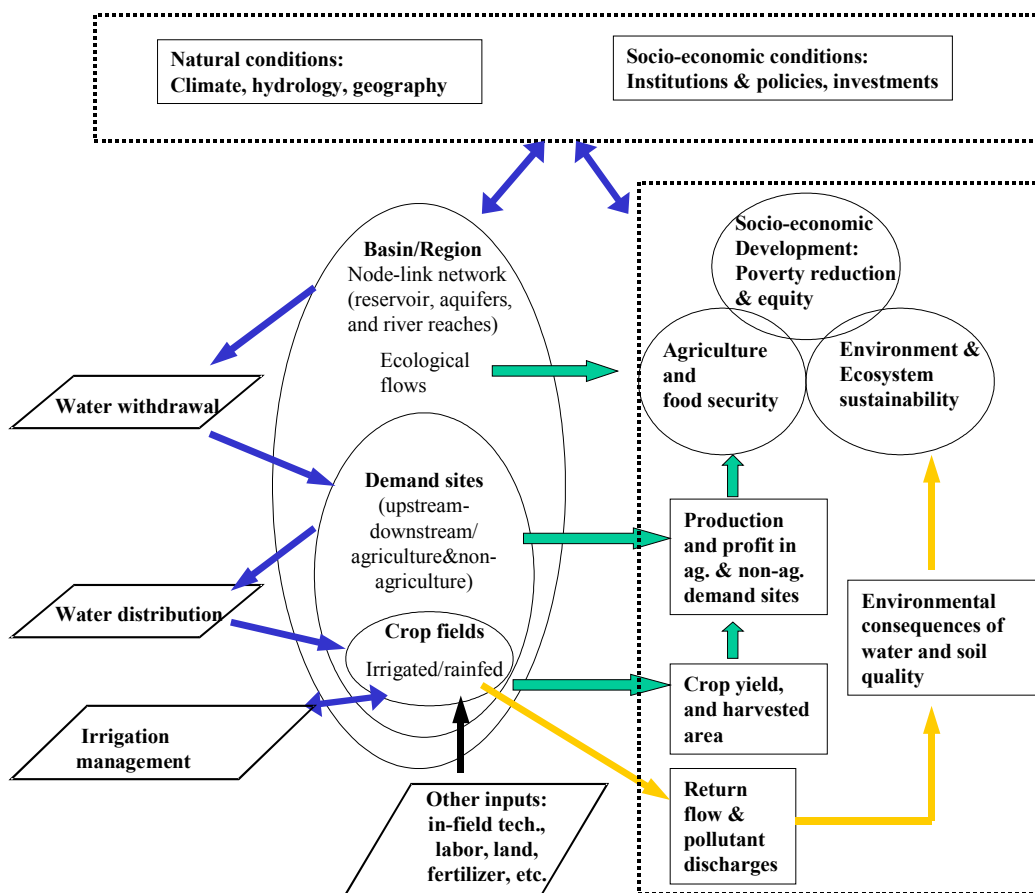 Natural conditions:
Climate, hydrology, geography
Socio-economic conditions:
Institutions & policies, investments
Basin/Region
Node-link network
(reservoir, aquifers,
and river reaches)
Ecological
flows
Socio-economic
Development:
Poverty reduction
& equity
Agriculture
and
food security
Environment &
Ecosystem
sustainability
Water withdrawal
Demand sites
(upstream-
downstream/
agriculture&non-
agriculture)
Production
and profit in
ag. & non-ag.
demand sites
Water distribution
Crop fields
Irrigated/rainfed
Environmental
consequences of
water and soil
quality
Crop yield,
and harvested
area
Irrigation
management
Other inputs:
in-field tech.,
labor, land,
fertilizer, etc.
Return
flow &
pollutant
discharges